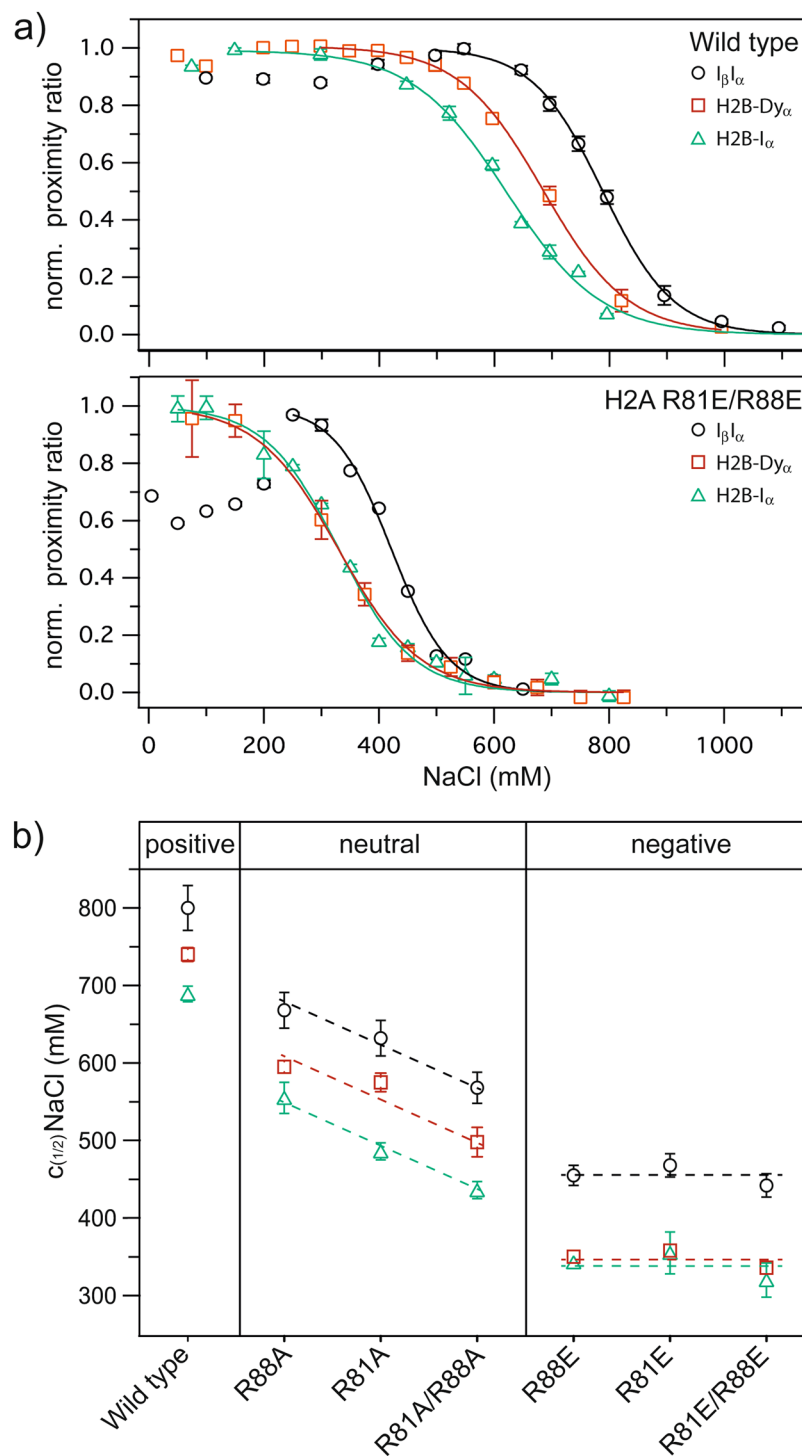 a)
1.0
0.8
0.6
0.4
0.2
0.0
norm. proximity ratio
Wild type
IβIα
H2B-Dyα
H2B-Iα
1.0
0.8
0.6
0.4
0.2
0.0
norm. proximity ratio
H2A R81E/R88E
IβIα
H2B-Dyα
H2B-Iα
0 200 400 600 800 1000
NaCl (mM)
b)
positive neutral negative
800
700
600
500
400
300
c(1/2)NaCl (mM)
Wild type R88A R81A R81A/R88A R88E R81E R81E/R88E